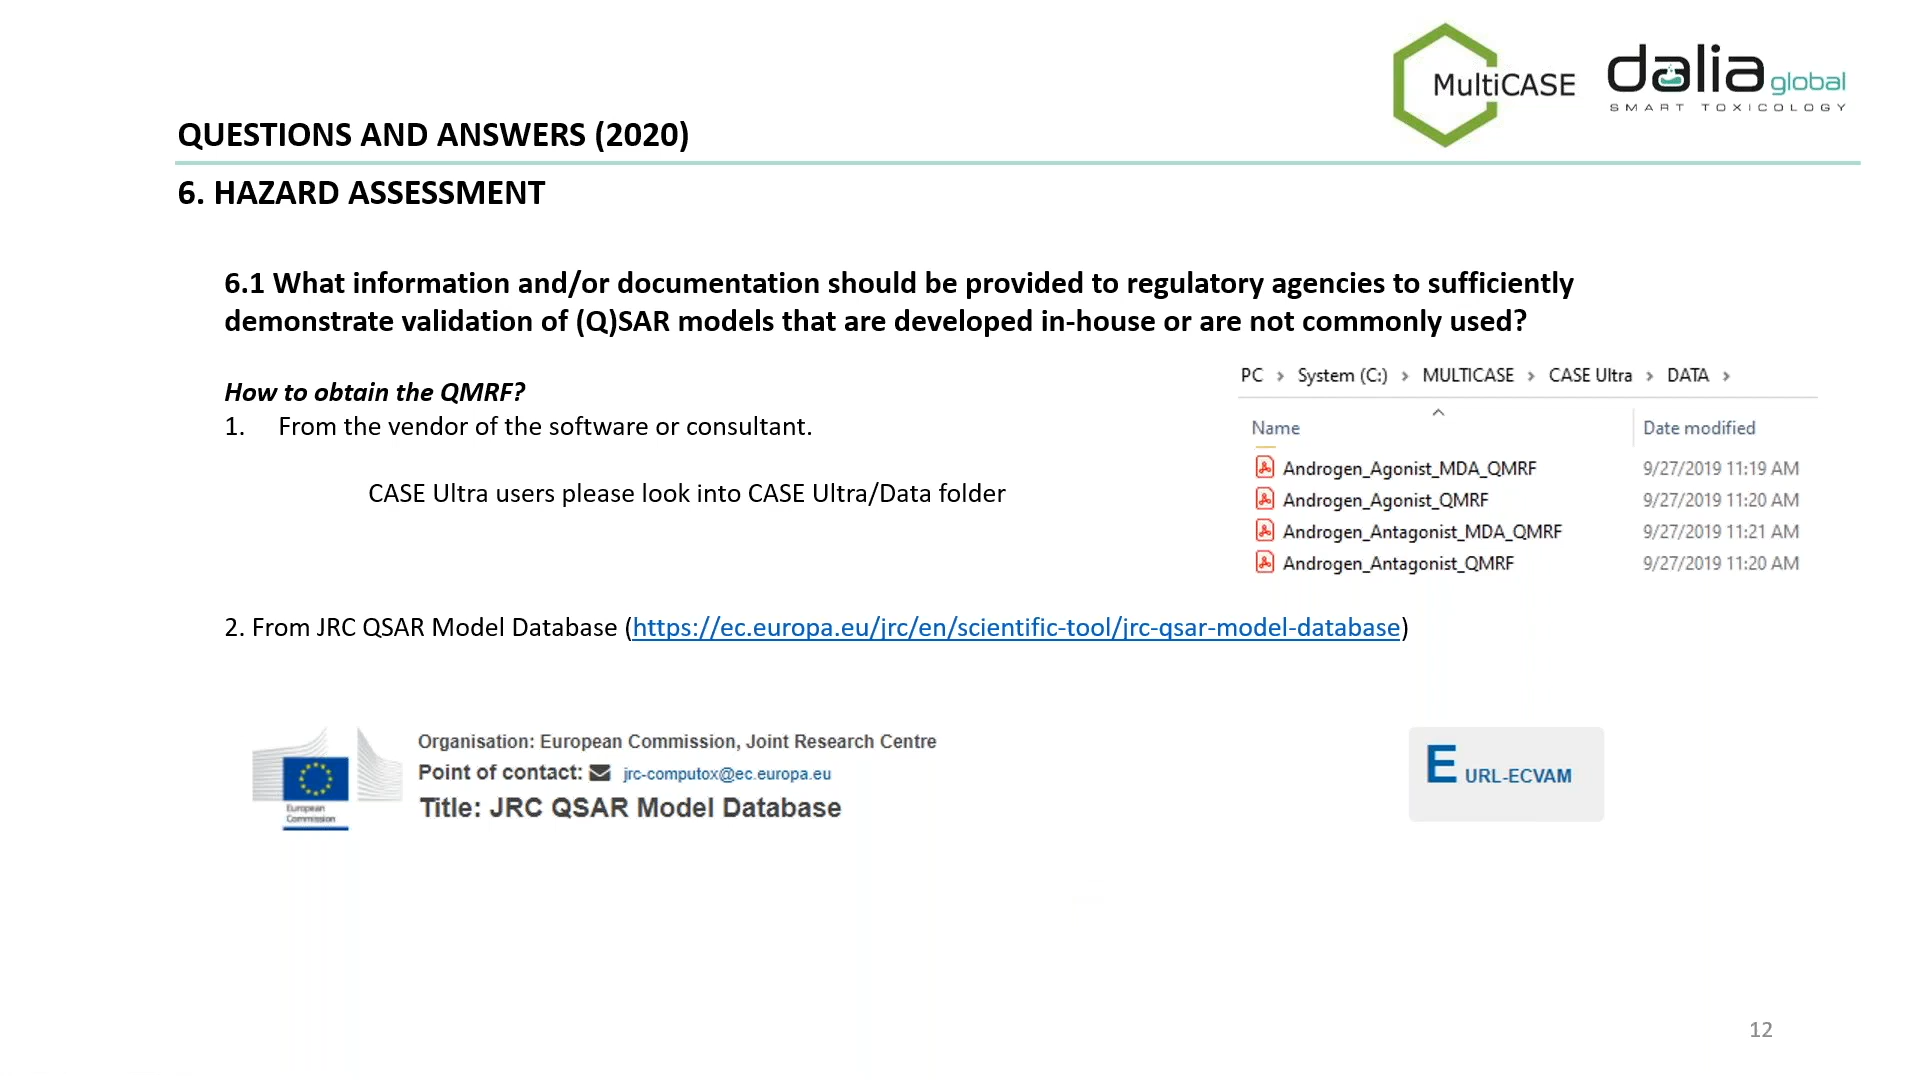 MultiCASE
dalia global
SMART TOXICOLOGY
QUESTIONS AND ANSWERS (2020)
6. HAZARD ASSESSMENT
6.1 What information and/or documentation should be provided to regulatory agencies to sufficiently
demonstrate validation of (Q)SAR models that are developed in-house or are not commonly used?
How to obtain the QMRF?
1. From the vendor of the software or consultant.
CASE Ultra users please look into CASE Ultra/Data folder
PC > System (C:) > MULTICASE > CASE Ultra > DATA >
Name Date modified
Androgen_Agonist_MDA_QMRF 9/27/2019 11:19 AM
Androgen_Agonist_QMRF 9/27/2019 11:20 AM
Androgen_Antagonist_MDA_QMRF 9/27/2019 11:21 AM
Androgen_Antagonist_QMRF 9/27/2019 11:20 AM
2. From JRC QSAR Model Database (https://ec.europa.eu/jrc/en/scientific-tool/jrc-qsar-model-database)
European
Commission
Organisation: European Commission, Joint Research Centre
Point of contact: jrc-computox@ec.europa.eu
Title: JRC QSAR Model Database
EURL-ECVAM
12